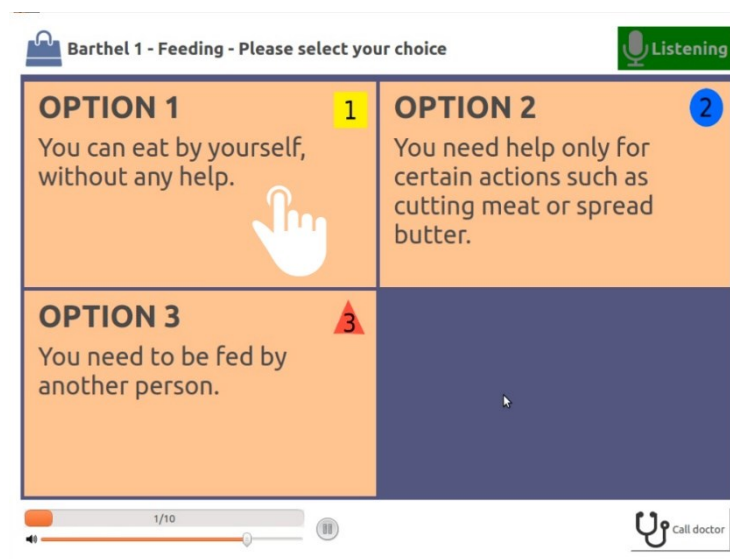 Barthel 1 - Feeding - Please select your choice
Listening
OPTION 1
1
You can eat by yourself,
without any help.
OPTION 2
2
You need help only for
certain actions such as
cutting meat or spread
butter.
OPTION 3
3
You need to be fed by
another person.
1/10
Call doctor